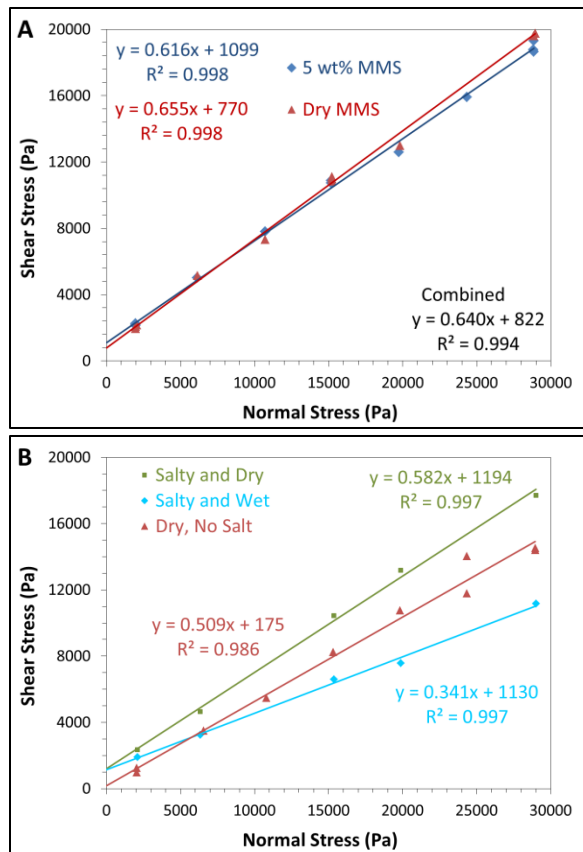 A
y = 0.616x + 1099
R² = 0.998
5 wt% MMS
y = 0.655x + 770
R² = 0.998
Dry MMS
Combined
y = 0.640x + 822
R² = 0.994
Shear Stress (Pa)
20000
16000
12000
8000
4000
0
0 5000 10000 15000 20000 25000 30000
Normal Stress (Pa)
B
Salty and Dry
Salty and Wet
Dry, No Salt
y = 0.582x + 1194
R² = 0.997
y = 0.509x + 175
R² = 0.986
y = 0.341x + 1130
R² = 0.997
Shear Stress (Pa)
20000
16000
12000
8000
4000
0
0 5000 10000 15000 20000 25000 30000
Normal Stress (Pa)